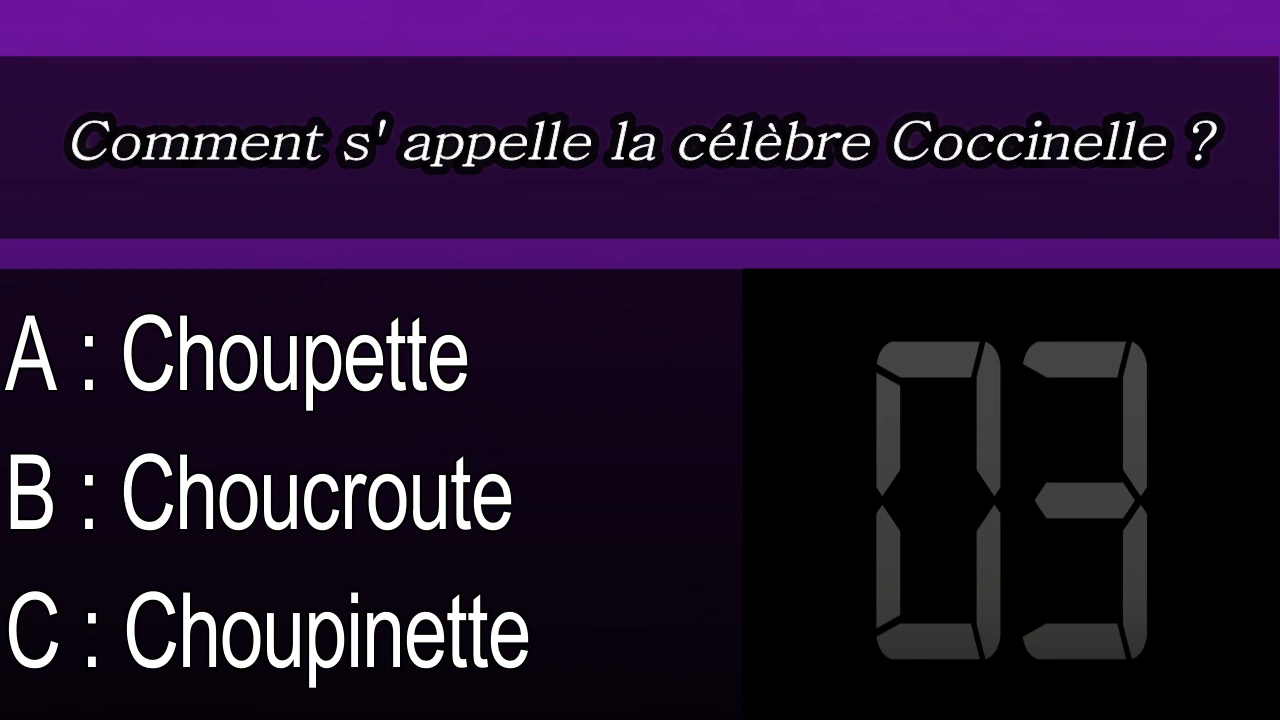 Comment s' appelle la célèbre Coccinelle ?
A : Choupette
B : Choucroute
C : Choupinette
03